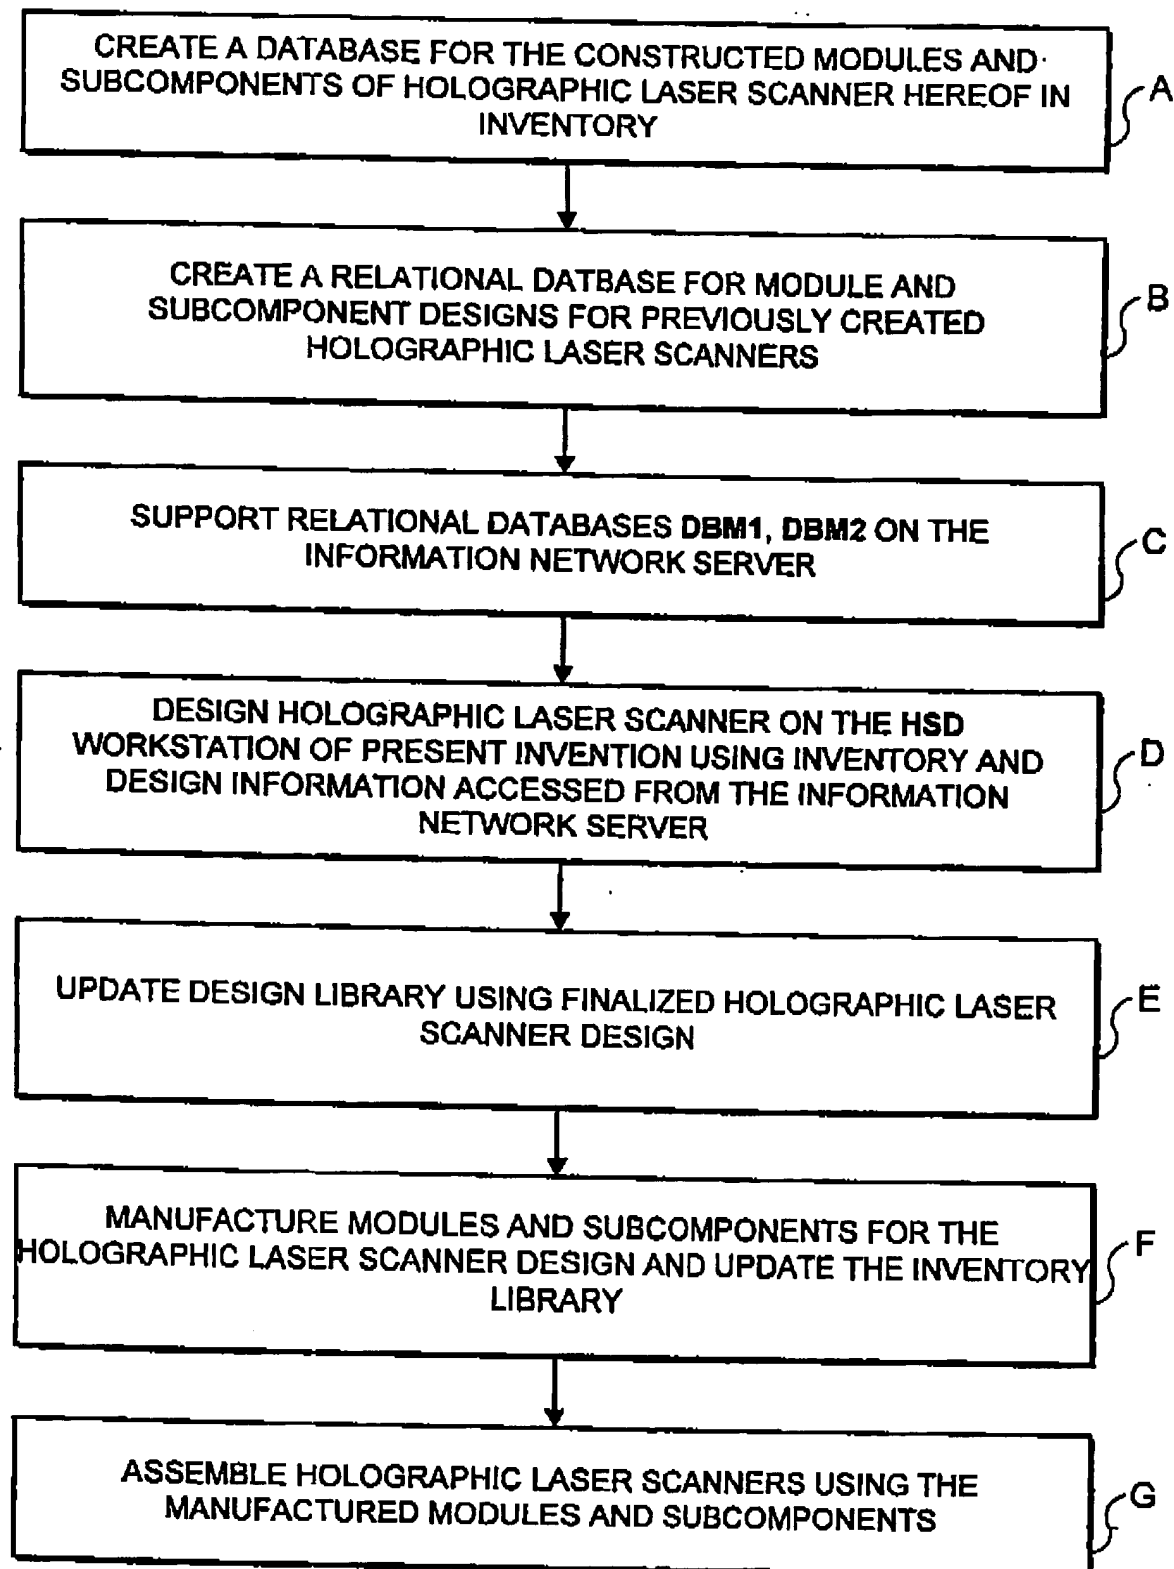 CREATE A DATABASE FOR THE CONSTRUCTED MODULES AND
SUBCOMPONENTS OF HOLOGRAPHIC LASER SCANNER HEREOF IN
INVENTORY
A
CREATE A RELATIONAL DATBASE FOR MODULE AND
SUBCOMPONENT DESIGNS FOR PREVIOUSLY CREATED
HOLOGRAPHIC LASER SCANNERS
B
SUPPORT RELATIONAL DATABASES DBM1, DBM2 ON THE
INFORMATION NETWORK SERVER
C
DESIGN HOLOGRAPHIC LASER SCANNER ON THE HSD
WORKSTATION OF PRESENT INVENTION USING INVENTORY AND
DESIGN INFORMATION ACCESSED FROM THE INFORMATION
NETWORK SERVER
D
UPDATE DESIGN LIBRARY USING FINALIZED HOLOGRAPHIC LASER
SCANNER DESIGN
E
MANUFACTURE MODULES AND SUBCOMPONENTS FOR THE
HOLOGRAPHIC LASER SCANNER DESIGN AND UPDATE THE INVENTORY
LIBRARY
F
ASSEMBLE HOLOGRAPHIC LASER SCANNERS USING THE
MANUFACTURED MODULES AND SUBCOMPONENTS
G